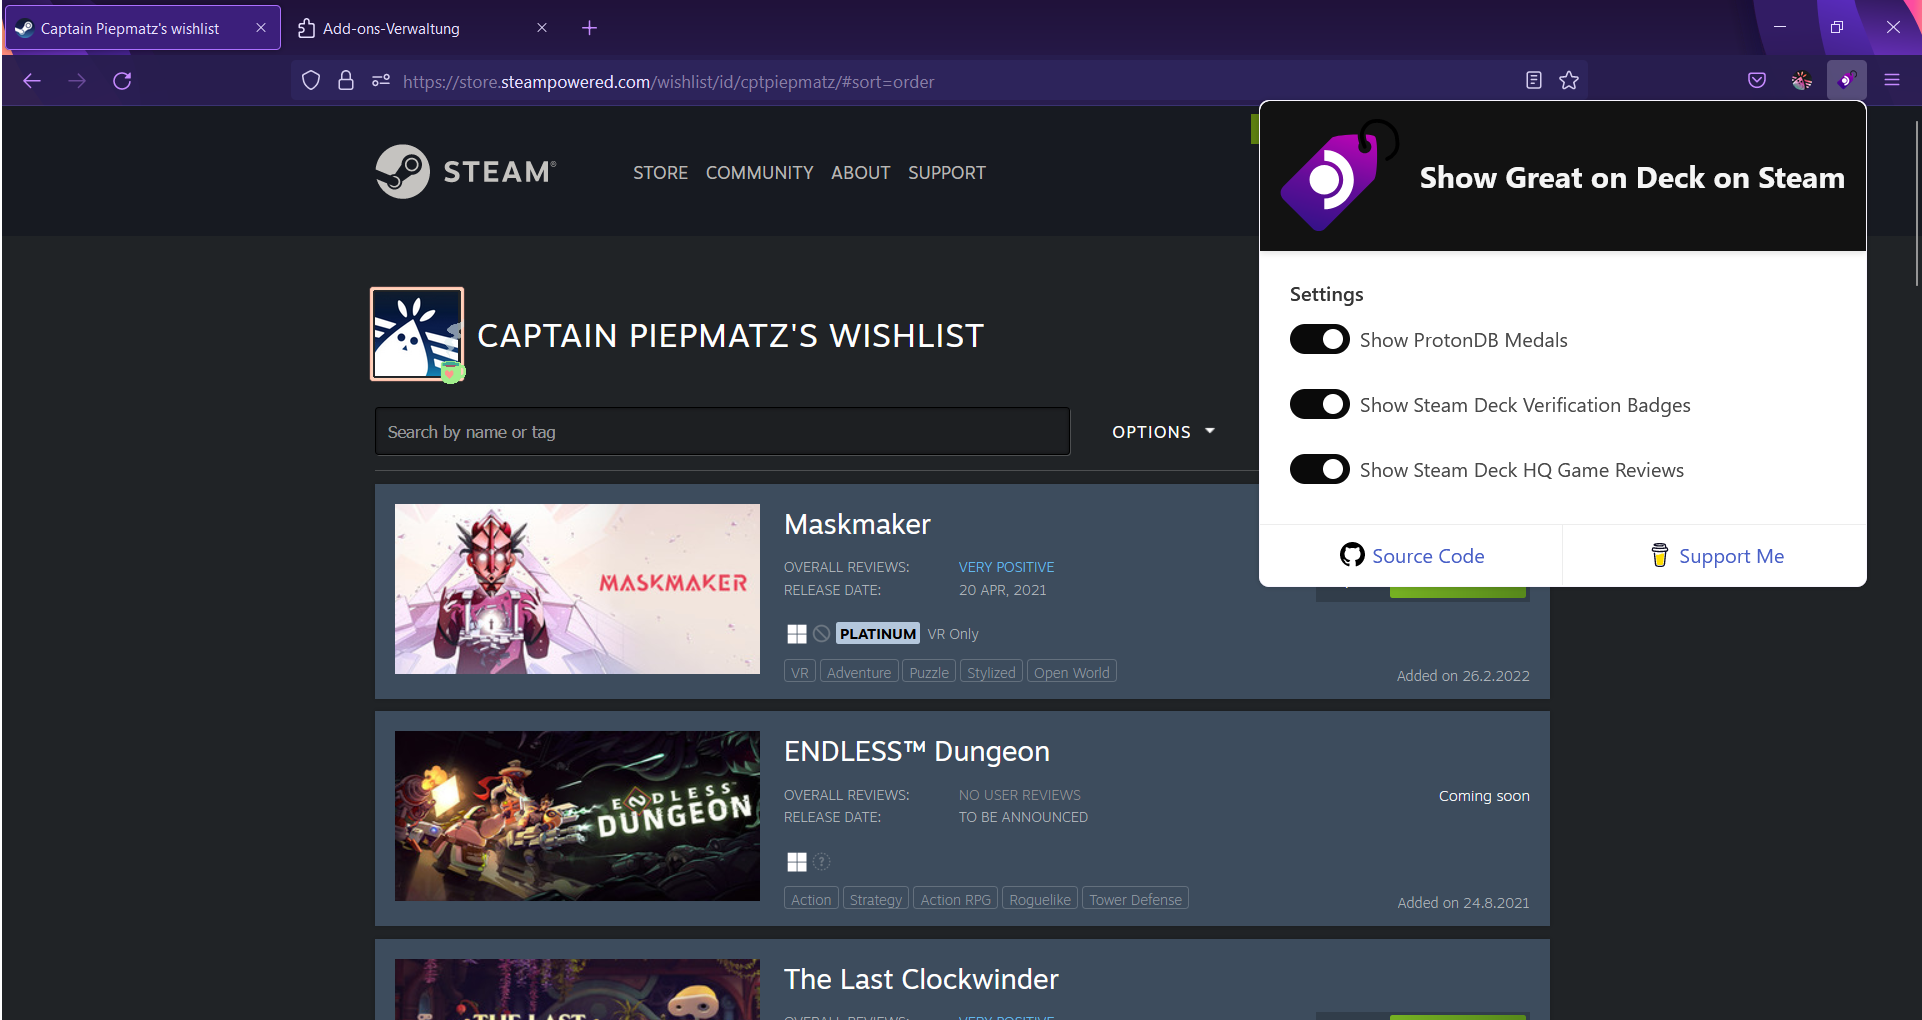 Captain Piepmatz's wishlist
Add-ons-Verwaltung
https://store.steampowered.com/wishlist/id/cptpiepmatz/#sort=order
STEAM®
STORE COMMUNITY ABOUT SUPPORT
Show Great on Deck on Steam
Settings
Show ProtonDB Medals
Show Steam Deck Verification Badges
Show Steam Deck HQ Game Reviews
Source Code
Support Me
CAPTAIN PIEPMATZ'S WISHLIST
Search by name or tag
OPTIONS
MASKMAKER
Maskmaker
OVERALL REVIEWS: VERY POSITIVE
RELEASE DATE: 20 APR, 2021
PLATINUM VR Only
VR Adventure Puzzle Stylized Open World
Added on 26.2.2022
ENDLESS™
DUNGEON
ENDLESS™ Dungeon
OVERALL REVIEWS: NO USER REVIEWS
RELEASE DATE: TO BE ANNOUNCED
Coming soon
?
Action Strategy Action RPG Roguelike Tower Defense
Added on 24.8.2021
THE LAST
The Last Clockwinder
OVERALL REVIEWS: VERY POSITIVE